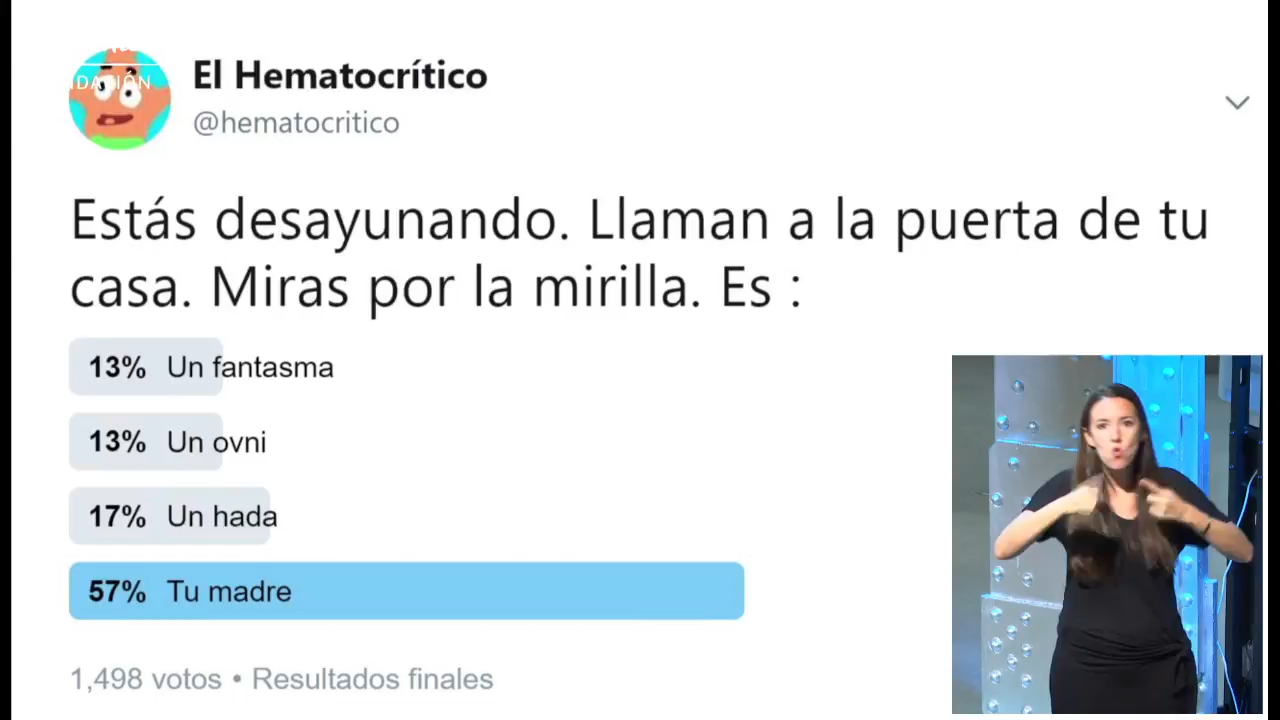 DACIÓN
El Hematocrítico
@hematocritico
Estás desayunando. Llaman a la puerta de tu
casa. Miras por la mirilla. Es :
13% Un fantasma
13% Un ovni
17% Un hada
57% Tu madre
1,498 votos • Resultados finales